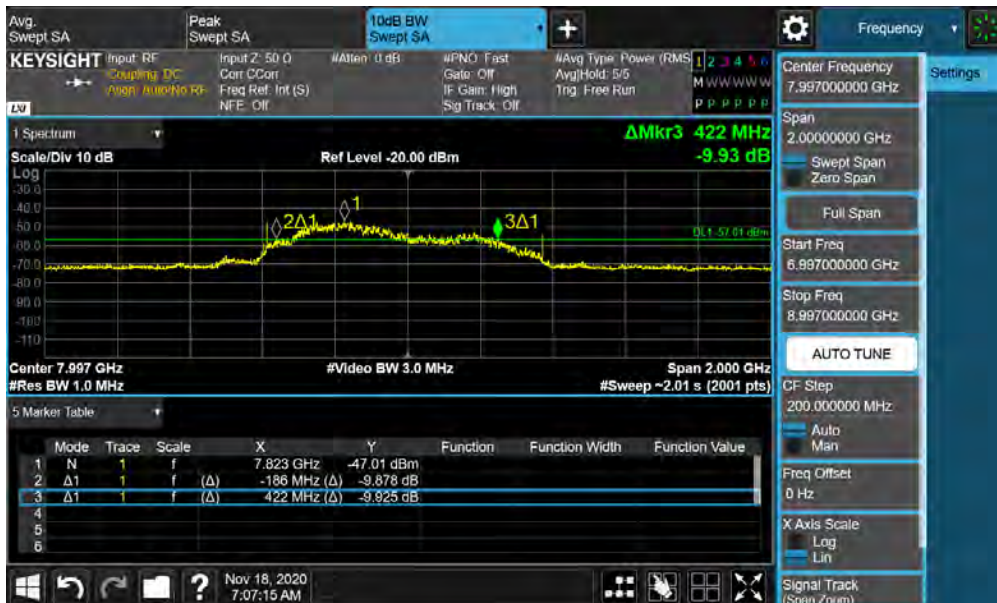 Avg.
Swept SA
Peak
Swept SA
10dB BW
Swept SA
Frequency
KEYSIGHT
Input: RF
Coupling: DC
Align: Auto/No RF
Input Z: 50 Ω
Corr CCorr
Freq Ref: Int (S)
NFE: Off
#Atten: 0 dB
#PNO: Fast
Gate: Off
IF Gain: High
Sig Track: Off
#Avg Type: Power (RMS
Avg|Hold: 5/5
Trig: Free Run
1 2 3 4 5 6
M W W W W W
P P P P P P
LXI
1 Spectrum
Scale/Div 10 dB
Ref Level -20.00 dBm
ΔMkr3 422 MHz
-9.93 dB
Log
-30.0
-40.0
-50.0
-60.0
-70.0
-80.0
-90.0
-100
-110
2Δ1
1
3Δ1
DL1 -57.01 dBm
Center 7.997 GHz
#Video BW 3.0 MHz
Span 2.000 GHz
#Res BW 1.0 MHz
#Sweep ~2.01 s (2001 pts)
5 Marker Table
Mode Trace Scale X Y Function Function Width Function Value
1 N 1 f 7.823 GHz -47.01 dBm
2 Δ1 1 f (Δ) -186 MHz (Δ) -9.878 dB
3 Δ1 1 f (Δ) 422 MHz (Δ) -9.925 dB
4
5
6
Nov 18, 2020
7:07:15 AM
Center Frequency
7.997000000 GHz
Settings
Span
2.00000000 GHz
Swept Span
Zero Span
Full Span
Start Freq
6.997000000 GHz
Stop Freq
8.997000000 GHz
AUTO TUNE
CF Step
200.000000 MHz
Auto
Man
Freq Offset
0 Hz
X Axis Scale
Log
Lin
Signal Track
(Span Zoom)